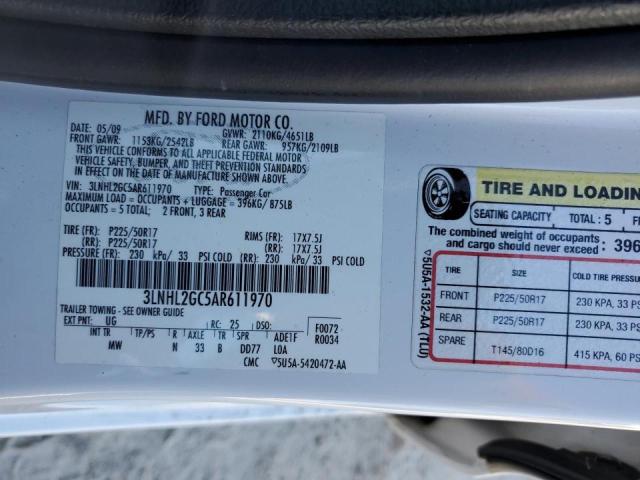 MFD. BY FORD MOTOR CO.
05/09 GVWR: 2110KG/4651LB
FRONT GAWR: 1153KG/2542LB REAR GAWR: 957KG/2109LB
THIS VEHICLE CONFORMS TO ALL APPLICABLE FEDERAL MOTOR
VEHICLE SAFETY, BUMPER, AND THEFT PREVENTION STANDARDS
IN EFFECT ON THE DATE OF MANUFACTURE SHOWN ABOVE.
VIN: 3LNHL2GC5AR611970 TYPE: Passenger Car
MAXIMUM LOAD = OCCUPANTS + LUGGAGE = 396KG/875LB
OCCUPANTS = 5 TOTAL; 2 FRONT, 3 REAR
TIRE (FR): P225/50R17 RIMS (FR): 17X7.5J
(RR): P225/50R17 (RR): 17X7.5J
PRESSURE (FR): 230 kPa/ 33 PSI COLD (RR): 230 kPa/ 33 PSI COLD
3LNHL2GC5AR611970
TRAILER TOWING - SEE OWNER GUIDE
EXT PNT: UG RC: 25 DSO: F0072
INT TR TP/PS R AXLE TR SPR ADE1F R0034
MW N 33 B DD77 LOA
CMC ▽5U5A-5420472-AA
TIRE AND LOADIN
SEATING CAPACITY TOTAL: 5 FR
The combined weight of occupants
and cargo should never exceed: 396
▽5U5A-1532-AA (TLU)
TIRE SIZE COLD TIRE PRESSU
FRONT P225/50R17 230 KPA, 33 PS
REAR P225/50R17 230 KPA, 33 PS
SPARE T145/80D16 415 KPA, 60 PS